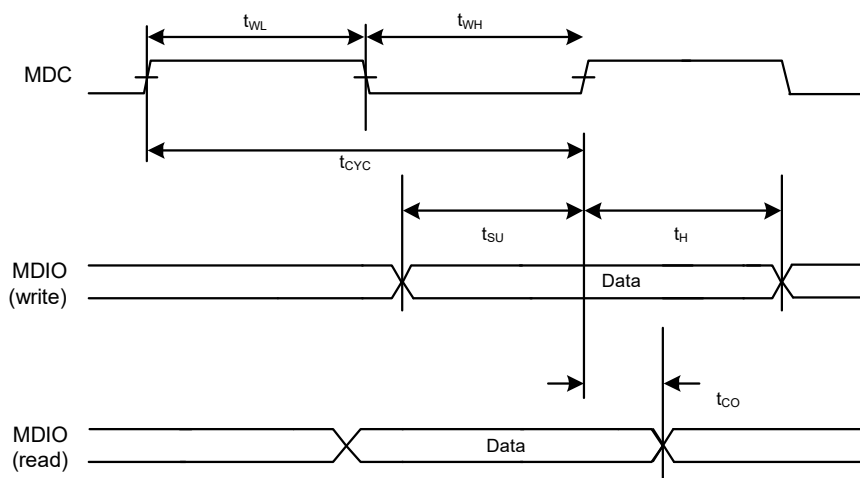 tWL
tWH
MDC
tCYC
tSU
tH
MDIO
(write)
Data
tCO
MDIO
(read)
Data